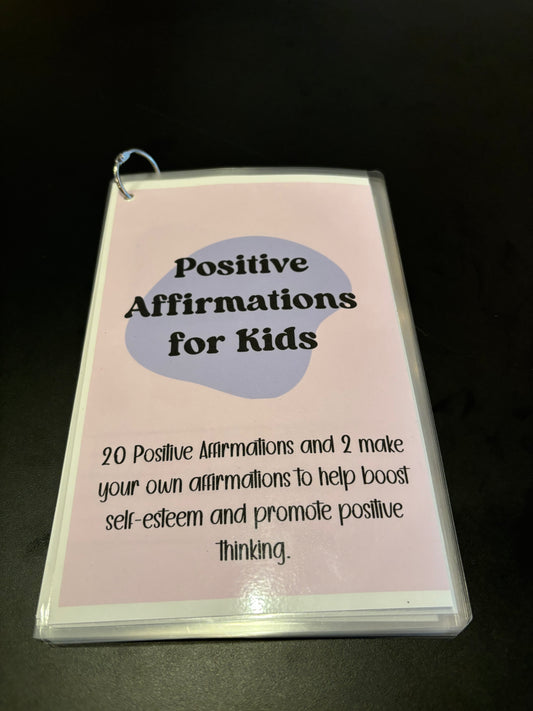 Positive
Affirmations
for Kids
20 Positive Affirmations and 2 make
your own affirmations to help boost
self-esteem and promote positive
thinking.